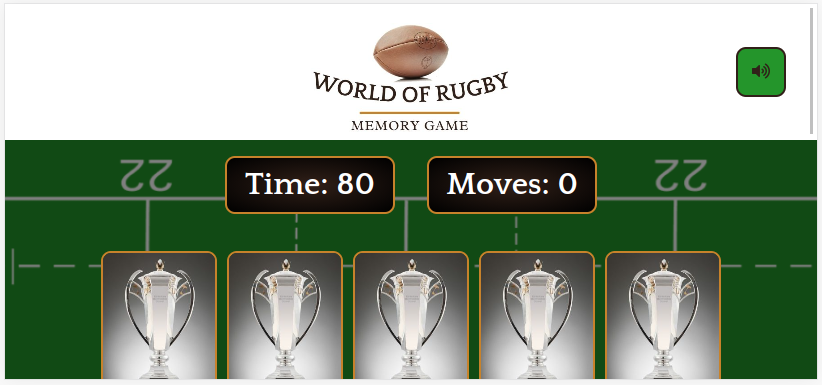 WORLD OF RUGBY
MEMORY GAME
22
Time: 80
Moves: 0
22